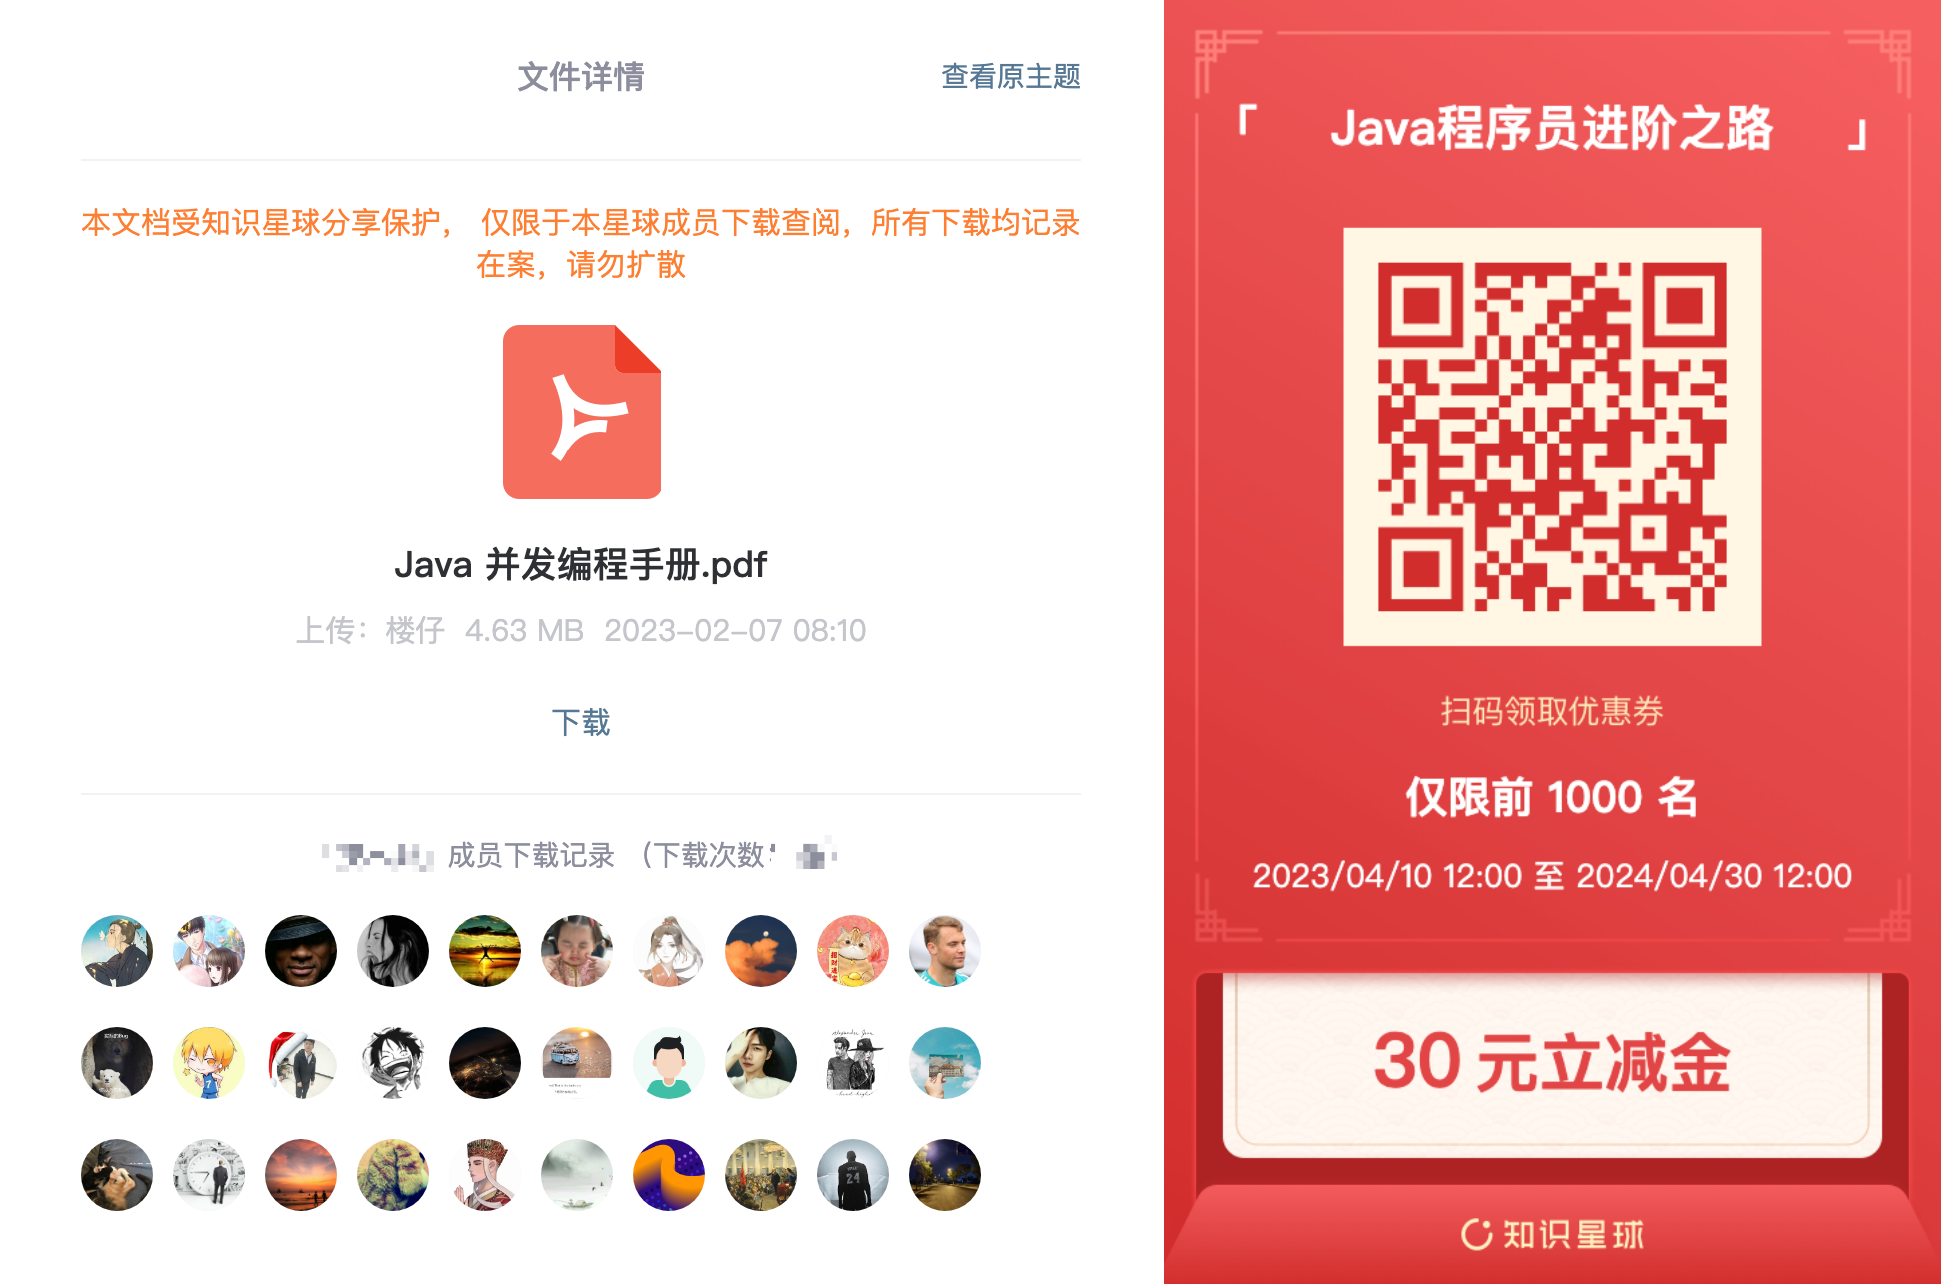 文件详情
查看原主题
本文档受知识星球分享保护， 仅限于本星球成员下载查阅，所有下载均记录
在案，请勿扩散
Java 并发编程手册.pdf
上传：楼仔 4.63 MB 2023-02-07 08:10
下载
成员下载记录 （下载次数：
24
「 Java程序员进阶之路 」
扫码领取优惠券
仅限前 1000 名
2023/04/10 12:00 至 2024/04/30 12:00
30 元立减金
知识星球